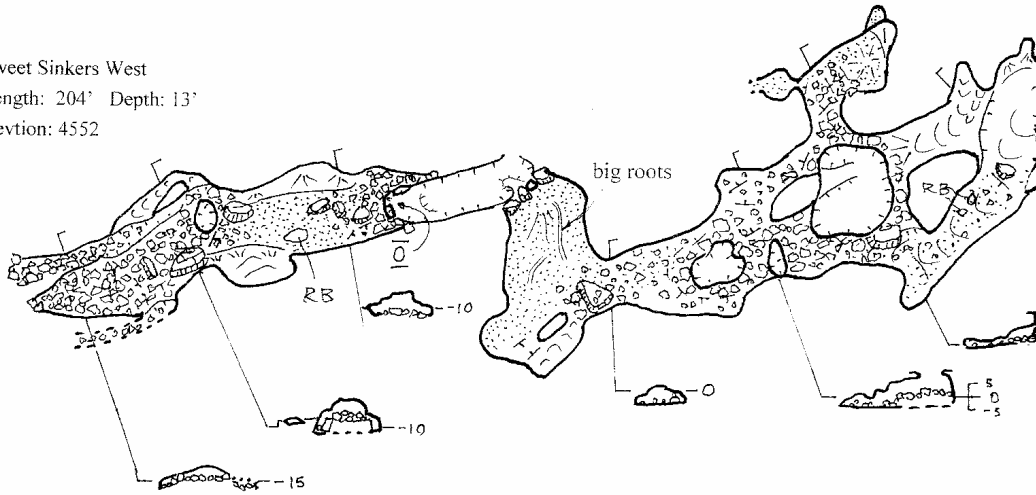 weet Sinkers West
ength: 204' Depth: 13'
evtion: 4552
big roots
RB
RB
0
-10
-10
-15
0
5
0
-5